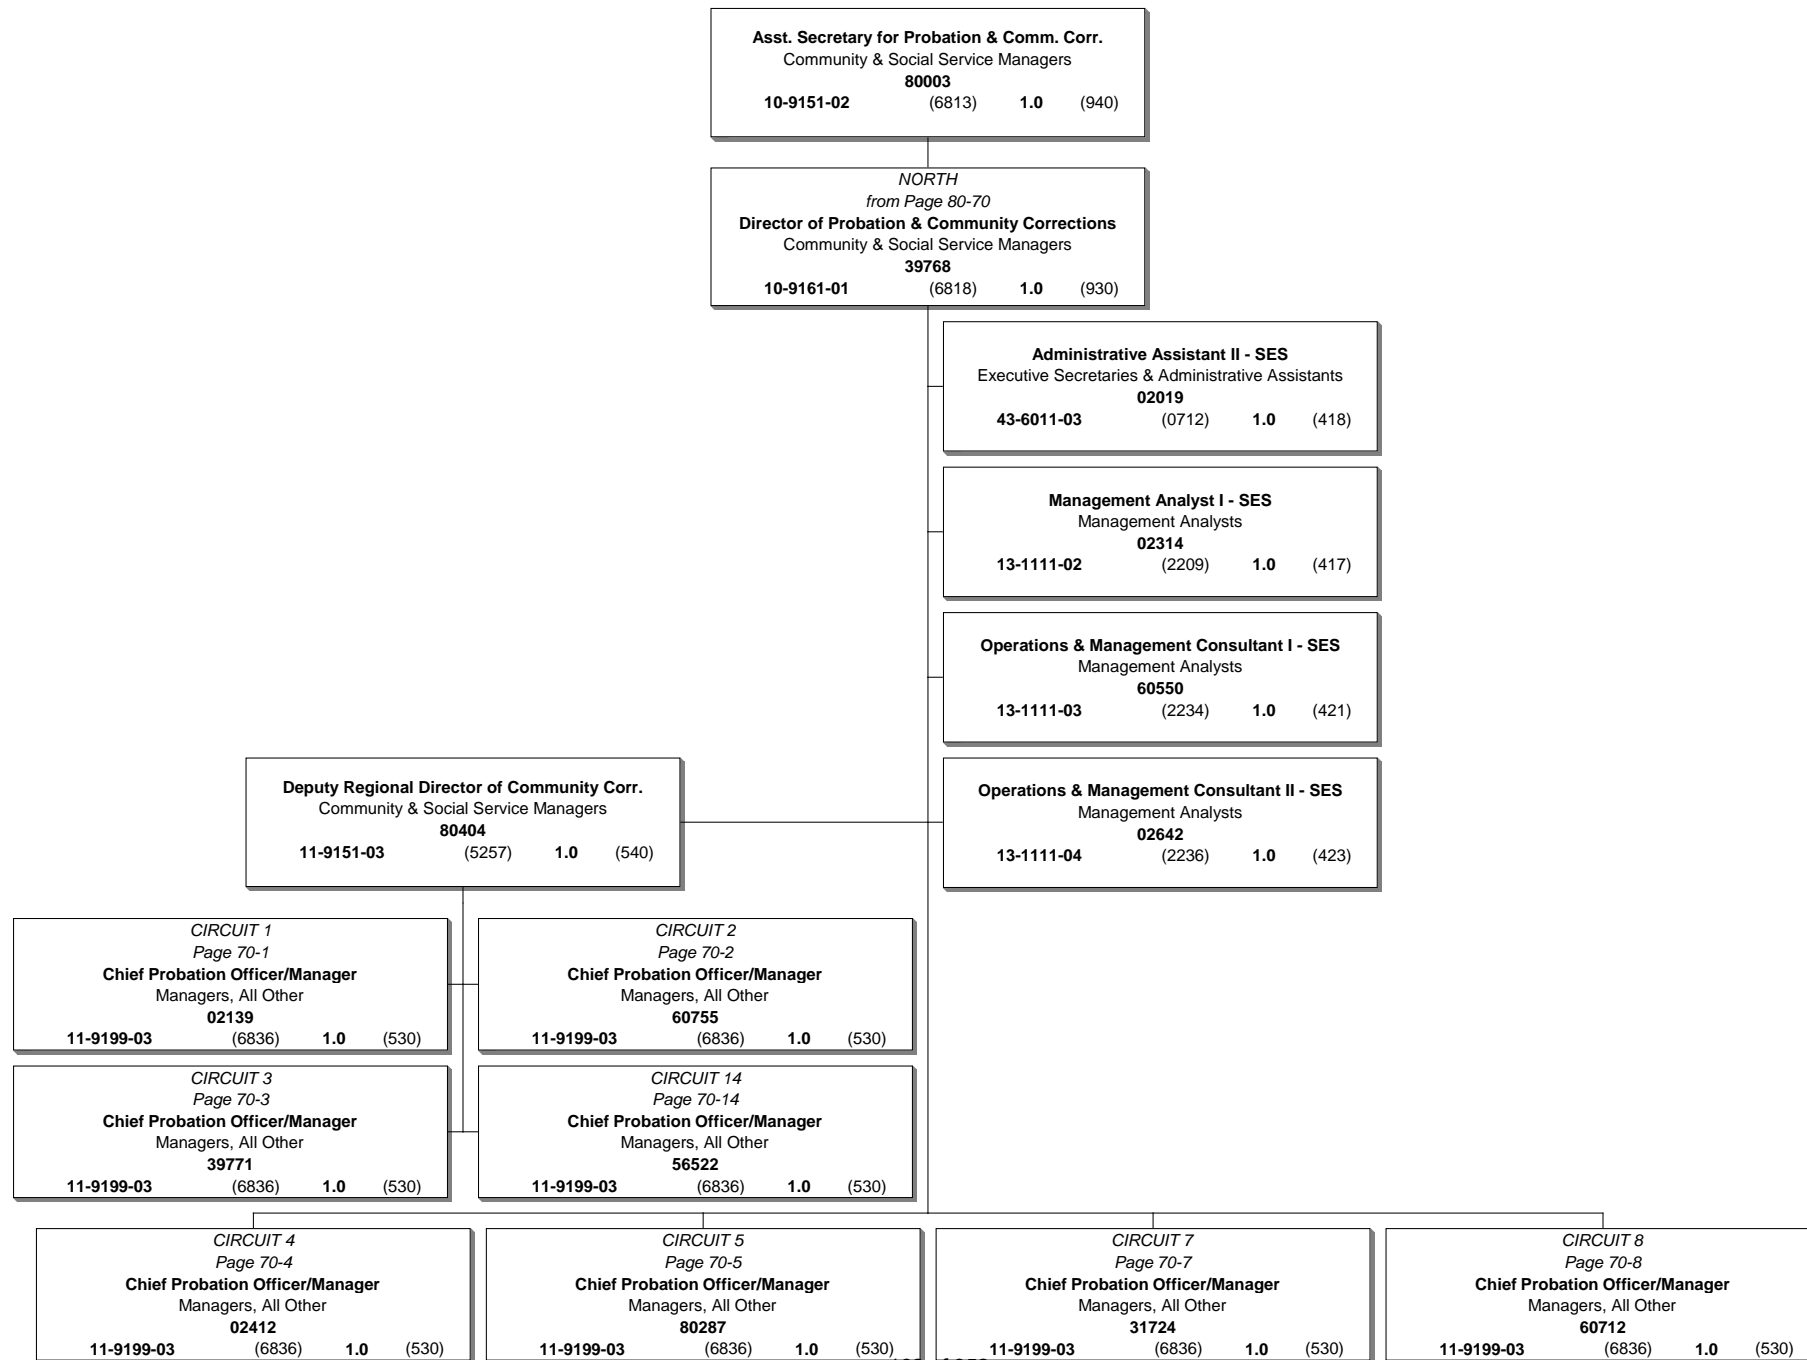 Asst. Secretary for Probation & Comm. Corr.
Community & Social Service Managers
80003
10-9151-02 (6813) 1.0 (940)
NORTH
from Page 80-70
Director of Probation & Community Corrections
Community & Social Service Managers
39768
10-9161-01 (6818) 1.0 (930)
Administrative Assistant II - SES
Executive Secretaries & Administrative Assistants
02019
43-6011-03 (0712) 1.0 (418)
Management Analyst I - SES
Management Analysts
02314
13-1111-02 (2209) 1.0 (417)
Operations & Management Consultant I - SES
Management Analysts
60550
13-1111-03 (2234) 1.0 (421)
Deputy Regional Director of Community Corr.
Community & Social Service Managers
80404
11-9151-03 (5257) 1.0 (540)
Operations & Management Consultant II - SES
Management Analysts
02642
13-1111-04 (2236) 1.0 (423)
CIRCUIT 1
Page 70-1
Chief Probation Officer/Manager
Managers, All Other
02139
11-9199-03 (6836) 1.0 (530)
CIRCUIT 2
Page 70-2
Chief Probation Officer/Manager
Managers, All Other
60755
11-9199-03 (6836) 1.0 (530)
CIRCUIT 3
Page 70-3
Chief Probation Officer/Manager
Managers, All Other
39771
11-9199-03 (6836) 1.0 (530)
CIRCUIT 14
Page 70-14
Chief Probation Officer/Manager
Managers, All Other
56522
11-9199-03 (6836) 1.0 (530)
CIRCUIT 4
Page 70-4
Chief Probation Officer/Manager
Managers, All Other
02412
11-9199-03 (6836) 1.0 (530)
CIRCUIT 5
Page 70-5
Chief Probation Officer/Manager
Managers, All Other
80287
11-9199-03 (6836) 1.0 (530)
CIRCUIT 7
Page 70-7
Chief Probation Officer/Manager
Managers, All Other
31724
11-9199-03 (6836) 1.0 (530)
CIRCUIT 8
Page 70-8
Chief Probation Officer/Manager
Managers, All Other
60712
11-9199-03 (6836) 1.0 (530)